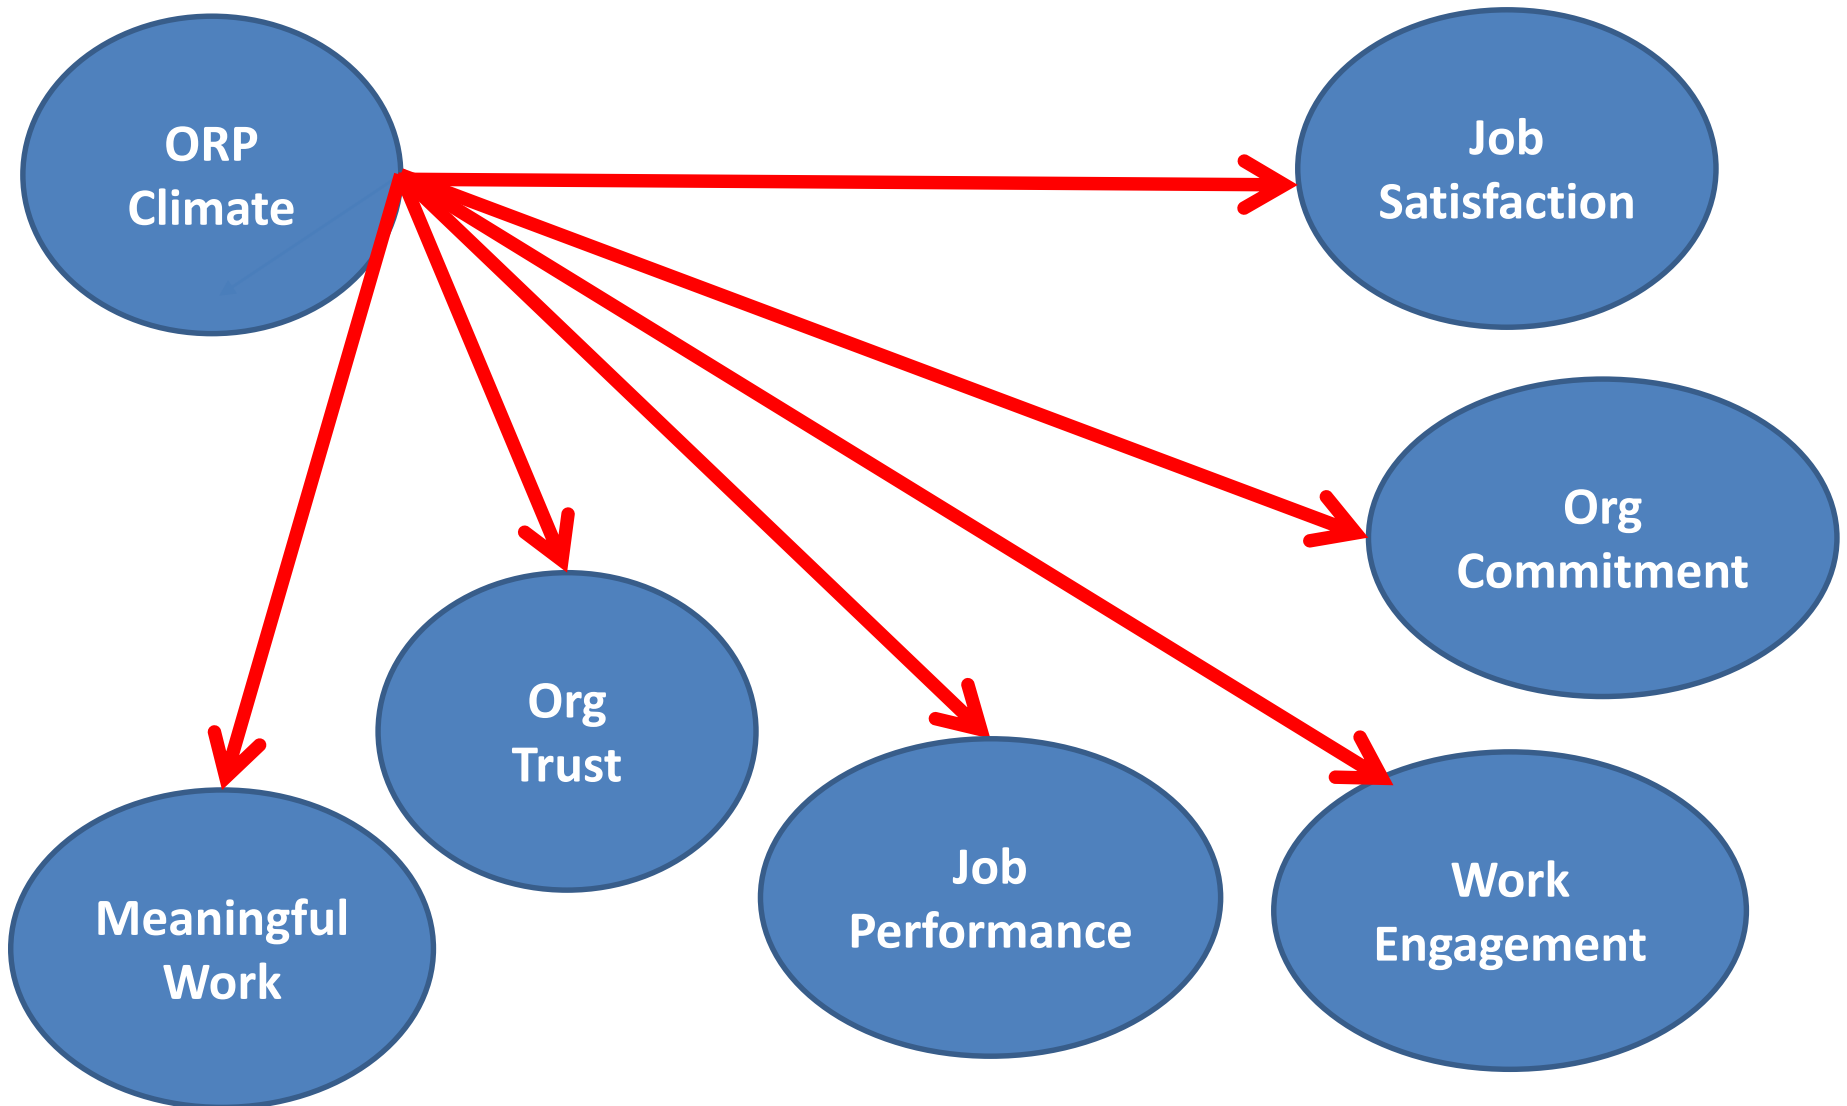 ORP
Climate
Job
Satisfaction
Org
Commitment
Org
Trust
Job
Performance
Work
Engagement
Meaningful
Work